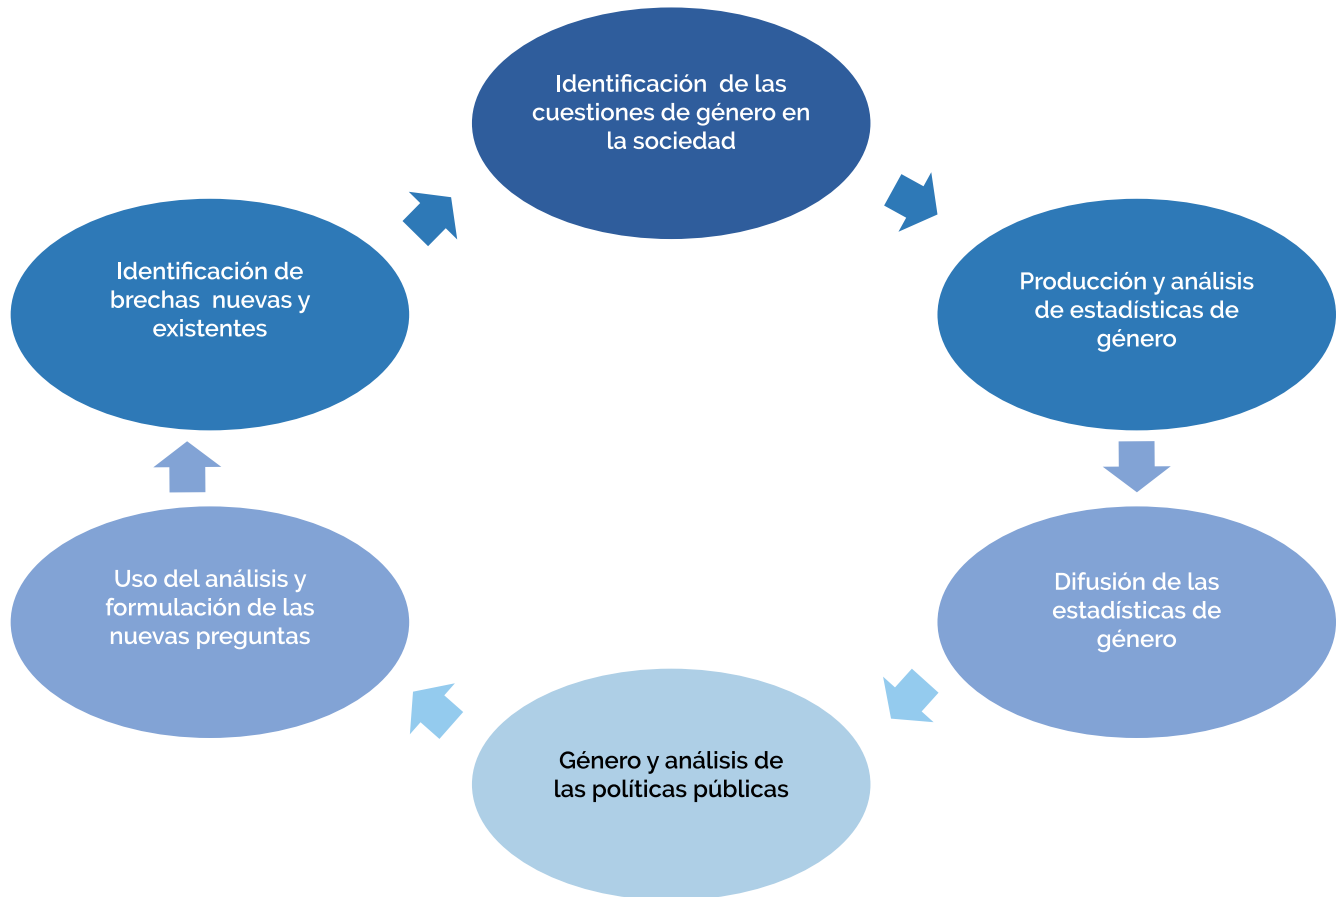 Identificación  de las
cuestiones de género en
la sociedad
Producción y análisis
de estadísticas de
género
Difusión de las
estadísticas de
género
Género y análisis de
las políticas públicas
Uso del análisis y
formulación de las
nuevas preguntas
Identificación de
brechas  nuevas y
existentes